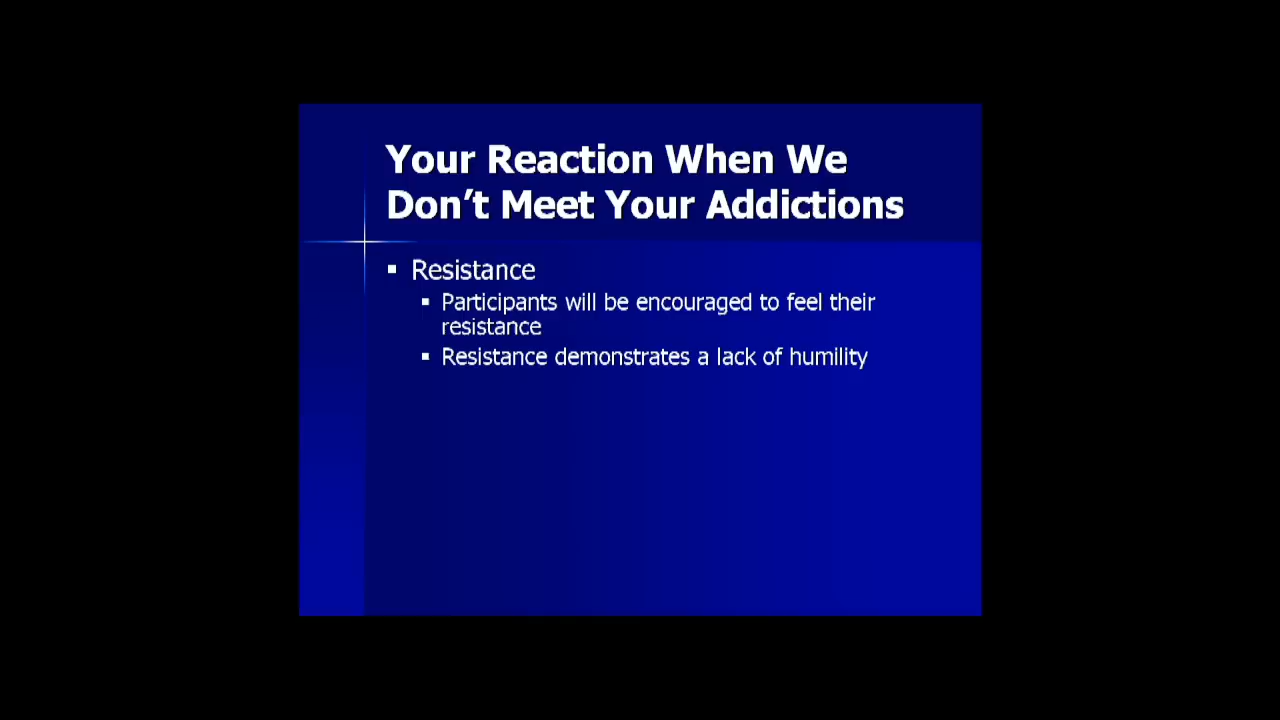 Your Reaction When We
Don't Meet Your Addictions
Resistance
Participants will be encouraged to feel their
resistance
Resistance demonstrates a lack of humility